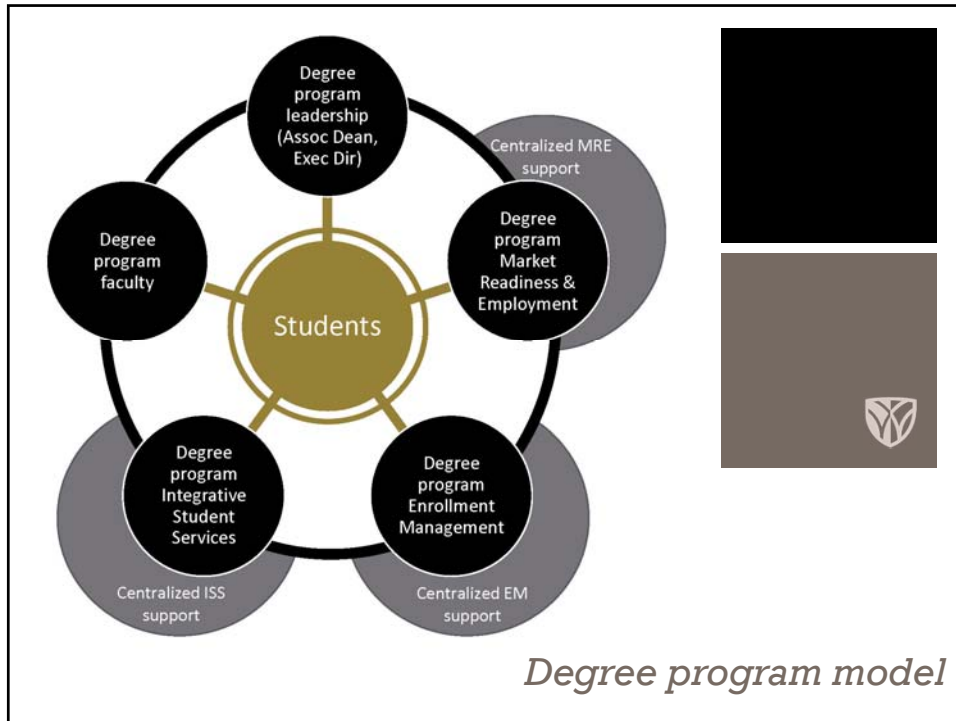 Degree
program
leadership
(Assoc Dean,
Exec Dir)
Centralized MRE
support
Degree
program
Market
Readiness &
Employment
Degree
program
faculty
Students
Degree
program
Integrative
Student
Services
Degree
program
Enrollment
Management
Centralized ISS
support
Centralized EM
support
Degree program model